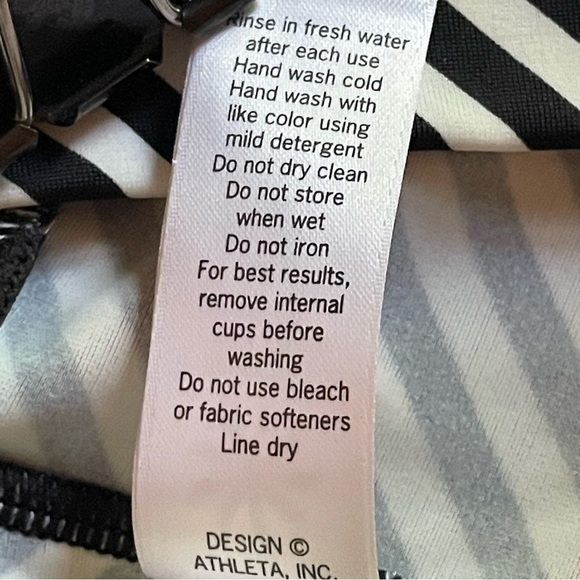 Rinse in fresh water
after each use
Hand wash cold
Hand wash with
like color using
mild detergent
Do not dry clean
Do not store
when wet
Do not iron
For best results,
remove internal
cups before
washing
Do not use bleach
or fabric softeners
Line dry
DESIGN ©
ATHLETA, INC.